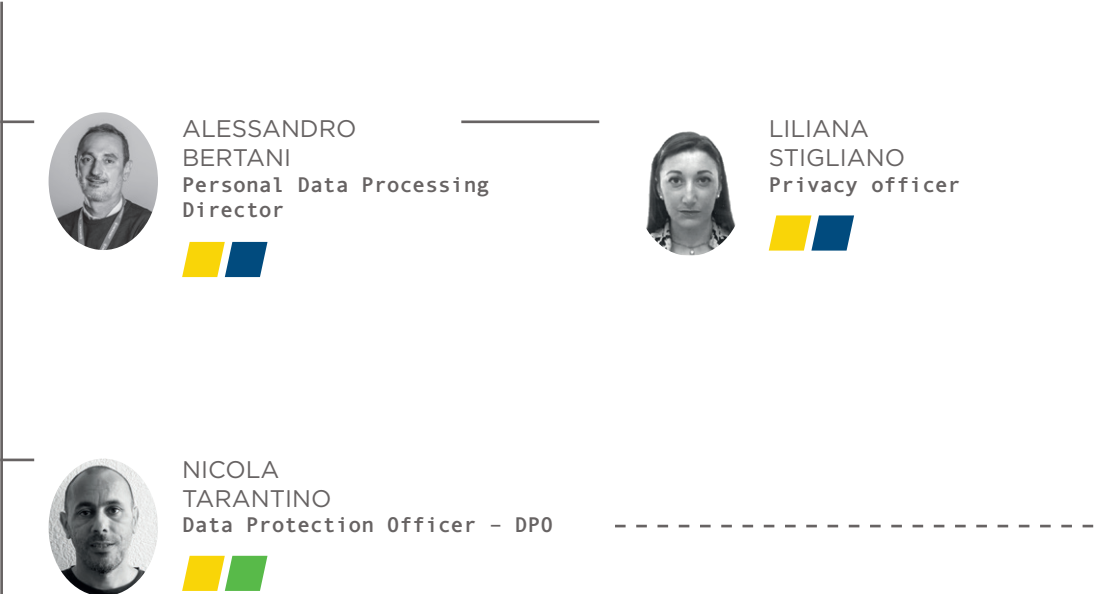 ALESSANDRO
BERTANI
Personal Data Processing
Director
LILIANA
STIGLIANO
Privacy officer
NICOLA
TARANTINO
Data Protection Officer – DPO